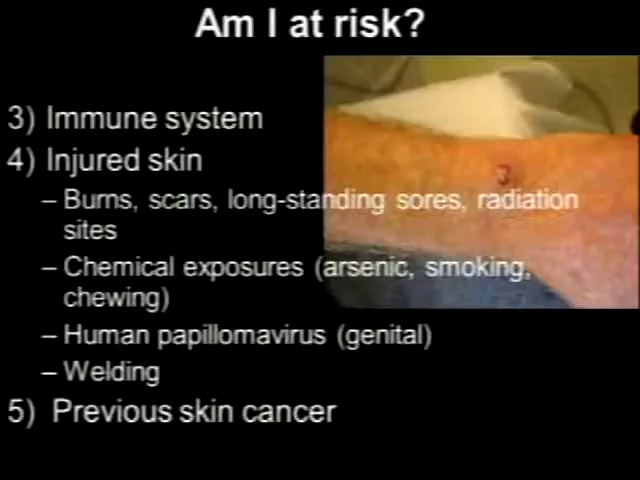 Am I at risk?
3) Immune system
4) Injured skin
– Burns, scars, long-standing sores, radiation
sites
– Chemical exposures (arsenic, smoking,
chewing)
– Human papillomavirus (genital)
– Welding
5) Previous skin cancer